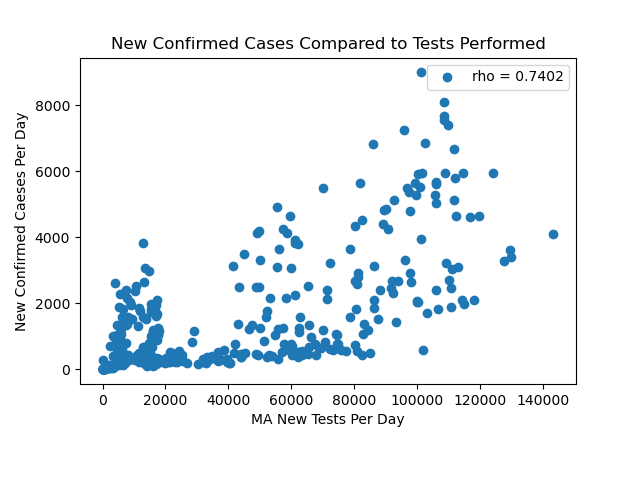 New Confirmed Cases Compared to Tests Performed
rho = 0.7402
New Confirmed Caeses Per Day
8000
6000
4000
2000
0
0 20000 40000 60000 80000 100000 120000 140000
MA New Tests Per Day